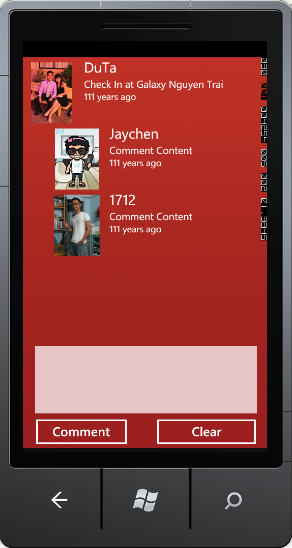 DuTa
Check In at Galaxy Nguyen Trai
111 years ago
Jaychen
Comment Content
111 years ago
1712
Comment Content
111 years ago
Comment
Clear